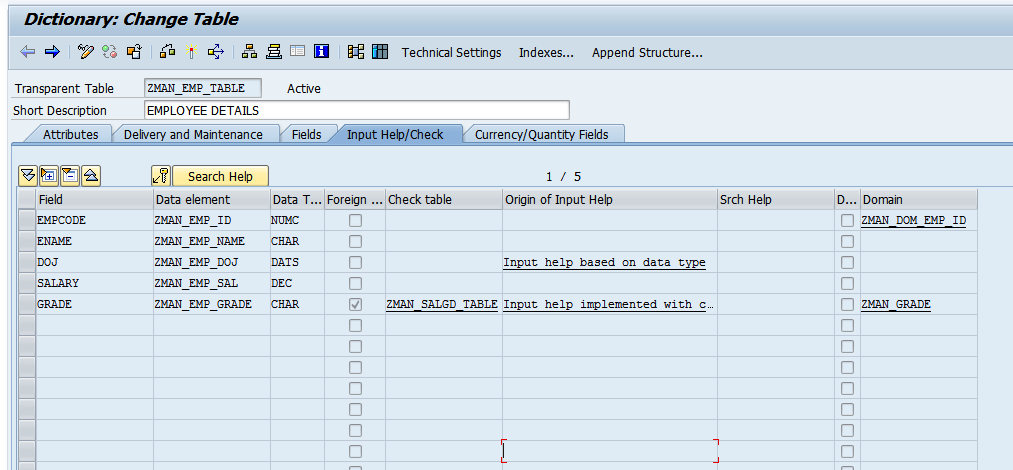 Dictionary: Change Table
Technical Settings Indexes... Append Structure...
Transparent Table ZMAN_EMP_TABLE Active
Short Description EMPLOYEE DETAILS
Attributes Delivery and Maintenance Fields Input Help/Check Currency/Quantity Fields
Search Help 1 / 5
Field Data element Data T... Foreign ... Check table Origin of Input Help Srch Help D... Domain
EMPCODE ZMAN_EMP_ID NUMC ZMAN_DOM_EMP_ID
ENAME ZMAN_EMP_NAME CHAR
DOJ ZMAN_EMP_DOJ DATS Input help based on data type
SALARY ZMAN_EMP_SAL DEC
GRADE ZMAN_EMP_GRADE CHAR ZMAN_SALGD_TABLE Input help implemented with c... ZMAN_GRADE